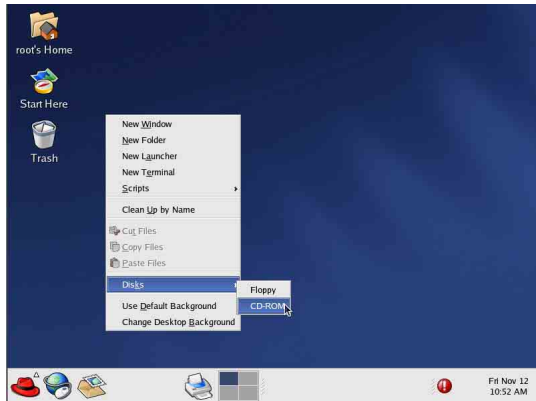 root's Home
Start Here
Trash
New Window
New Folder
New Launcher
New Terminal
Scripts
Clean Up by Name
Cut Files
Copy Files
Paste Files
Disks
Floppy
CD-ROM
Use Default Background
Change Desktop Background
Fri Nov 12
10:52 AM